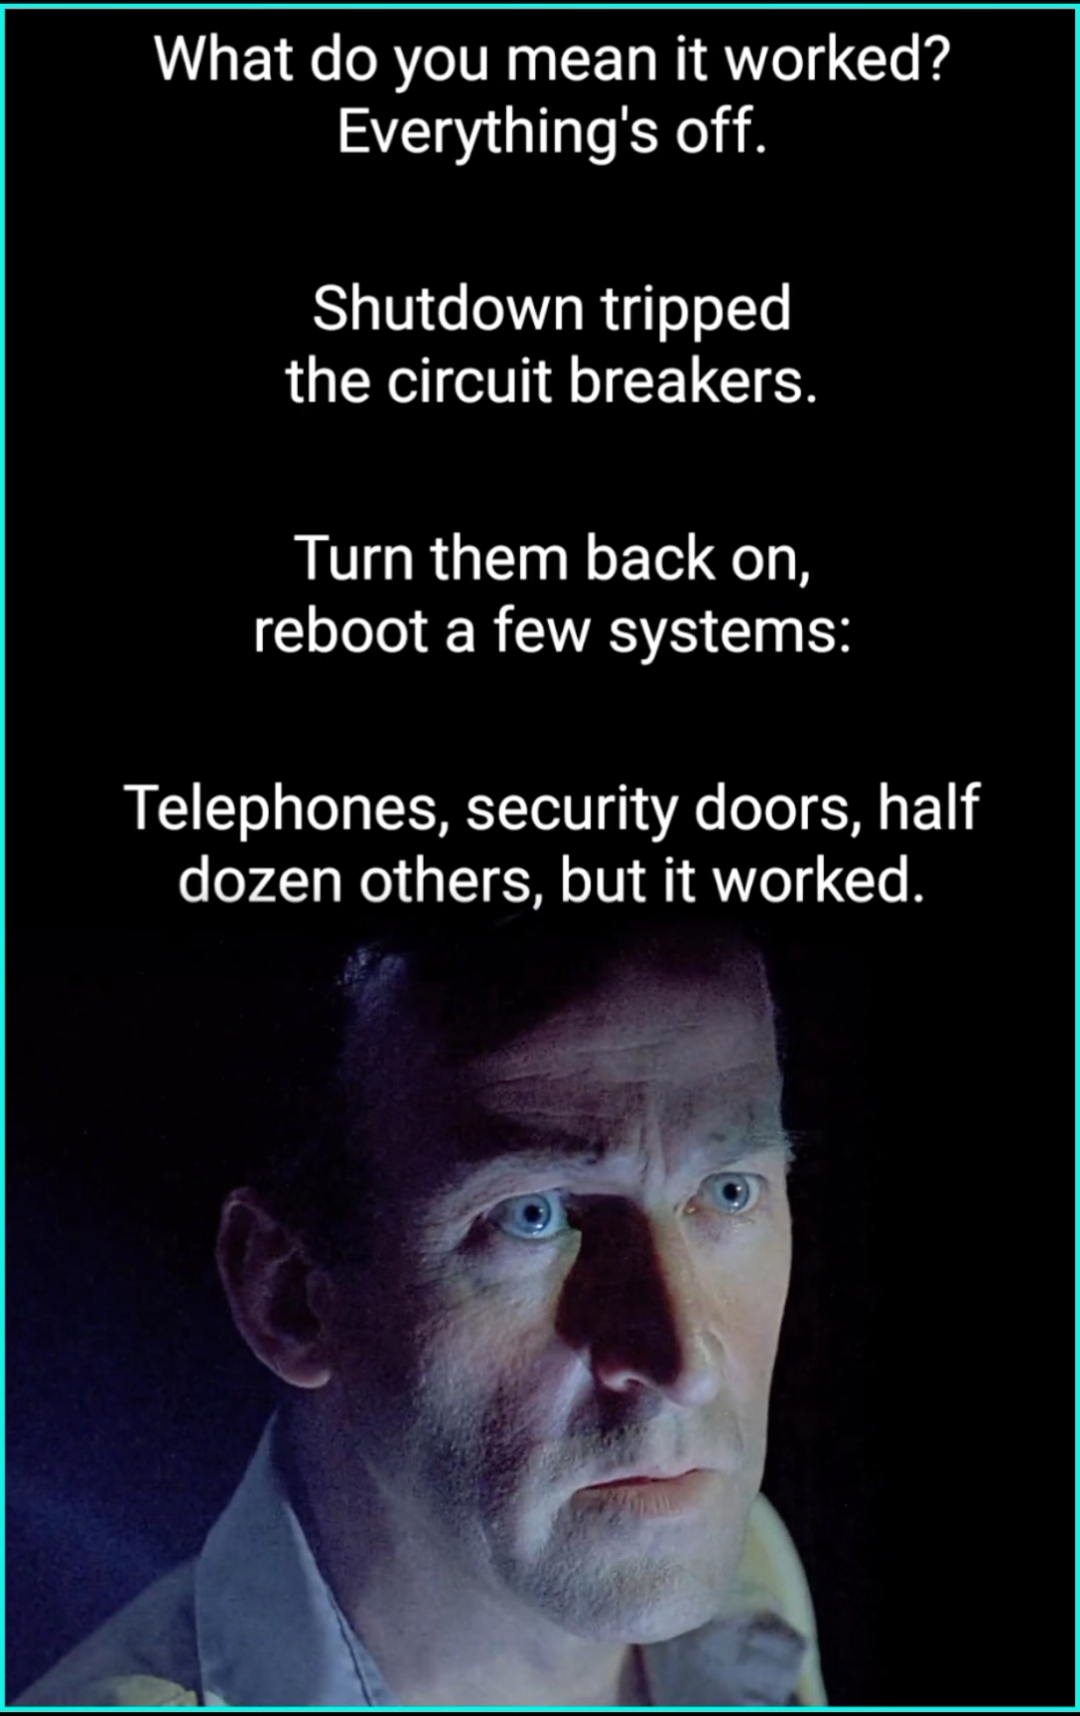 What do you mean it worked?
Everything's off.
Shutdown tripped
the circuit breakers.
Turn them back on,
reboot a few systems:
Telephones, security doors, half
dozen others, but it worked.